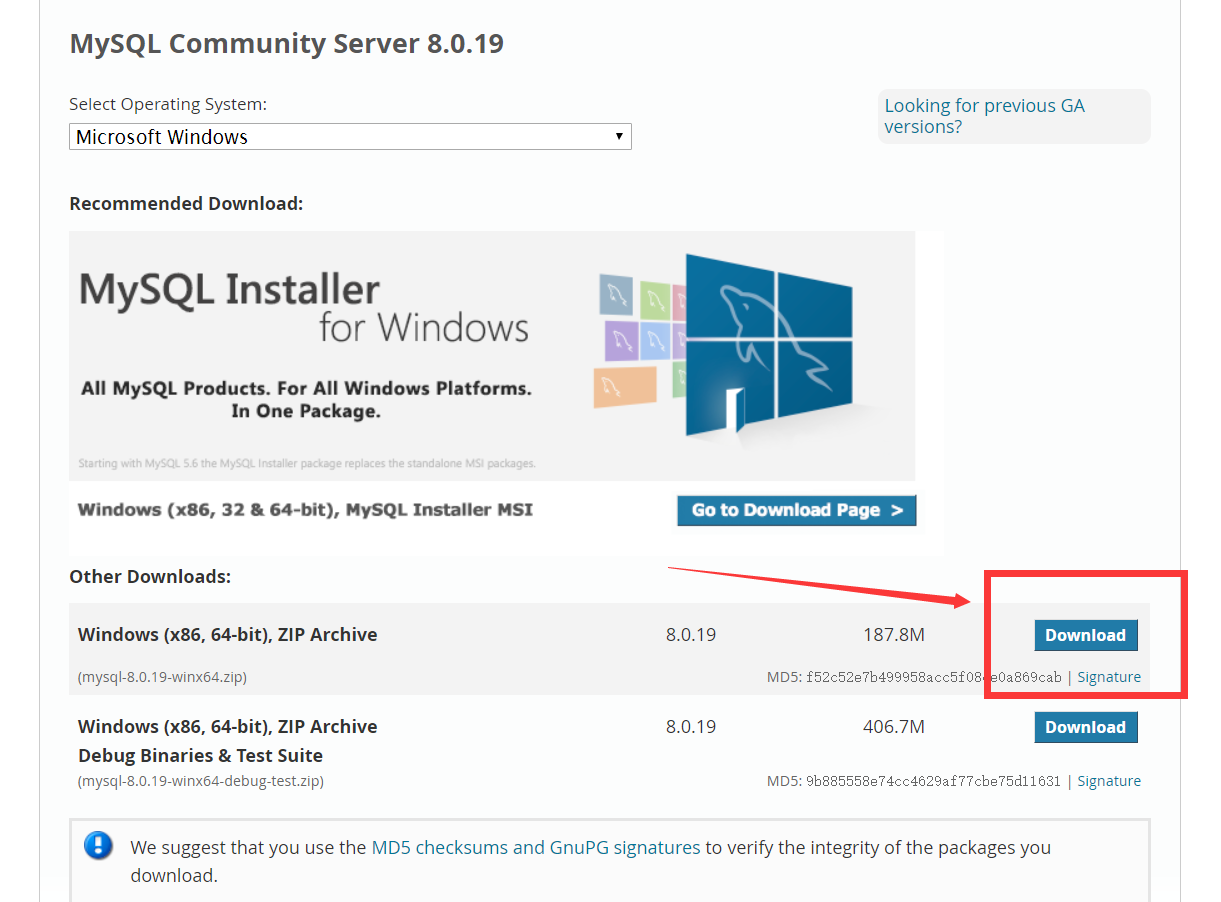 MySQL Community Server 8.0.19
Select Operating System:
Looking for previous GA
versions?
Microsoft Windows
Recommended Download:
MySQL Installer
for Windows
All MySQL Products. For All Windows Platforms.
In One Package.
Starting with MySQL 5.6 the MySQL Installer package replaces the standalone MSI packages.
Windows (x86, 32 & 64-bit), MySQL Installer MSI
Go to Download Page >
Other Downloads:
Windows (x86, 64-bit), ZIP Archive 8.0.19 187.8M Download
(mysql-8.0.19-winx64.zip) MD5: | Signature
Windows (x86, 64-bit), ZIP Archive 8.0.19 406.7M Download
Debug Binaries & Test Suite
(mysql-8.0.19-winx64-debug-test.zip) MD5: 9b885558e74cc4629af77cbe75d11631 | Signature
We suggest that you use the MD5 checksums and GnuPG signatures to verify the integrity of the packages you
download.